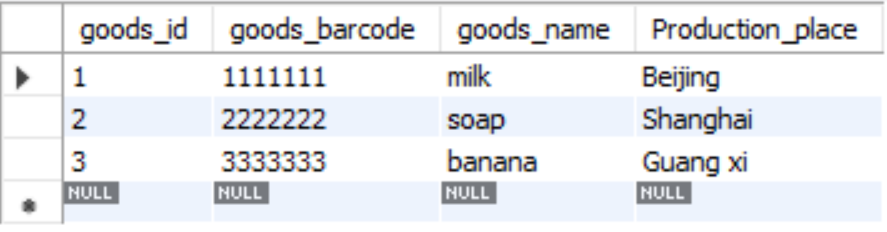 goods_id goods_barcode goods_name Production_place
1 1111111 milk Beijing
2 2222222 soap Shanghai
3 3333333 banana Guang xi
NULL NULL NULL NULL